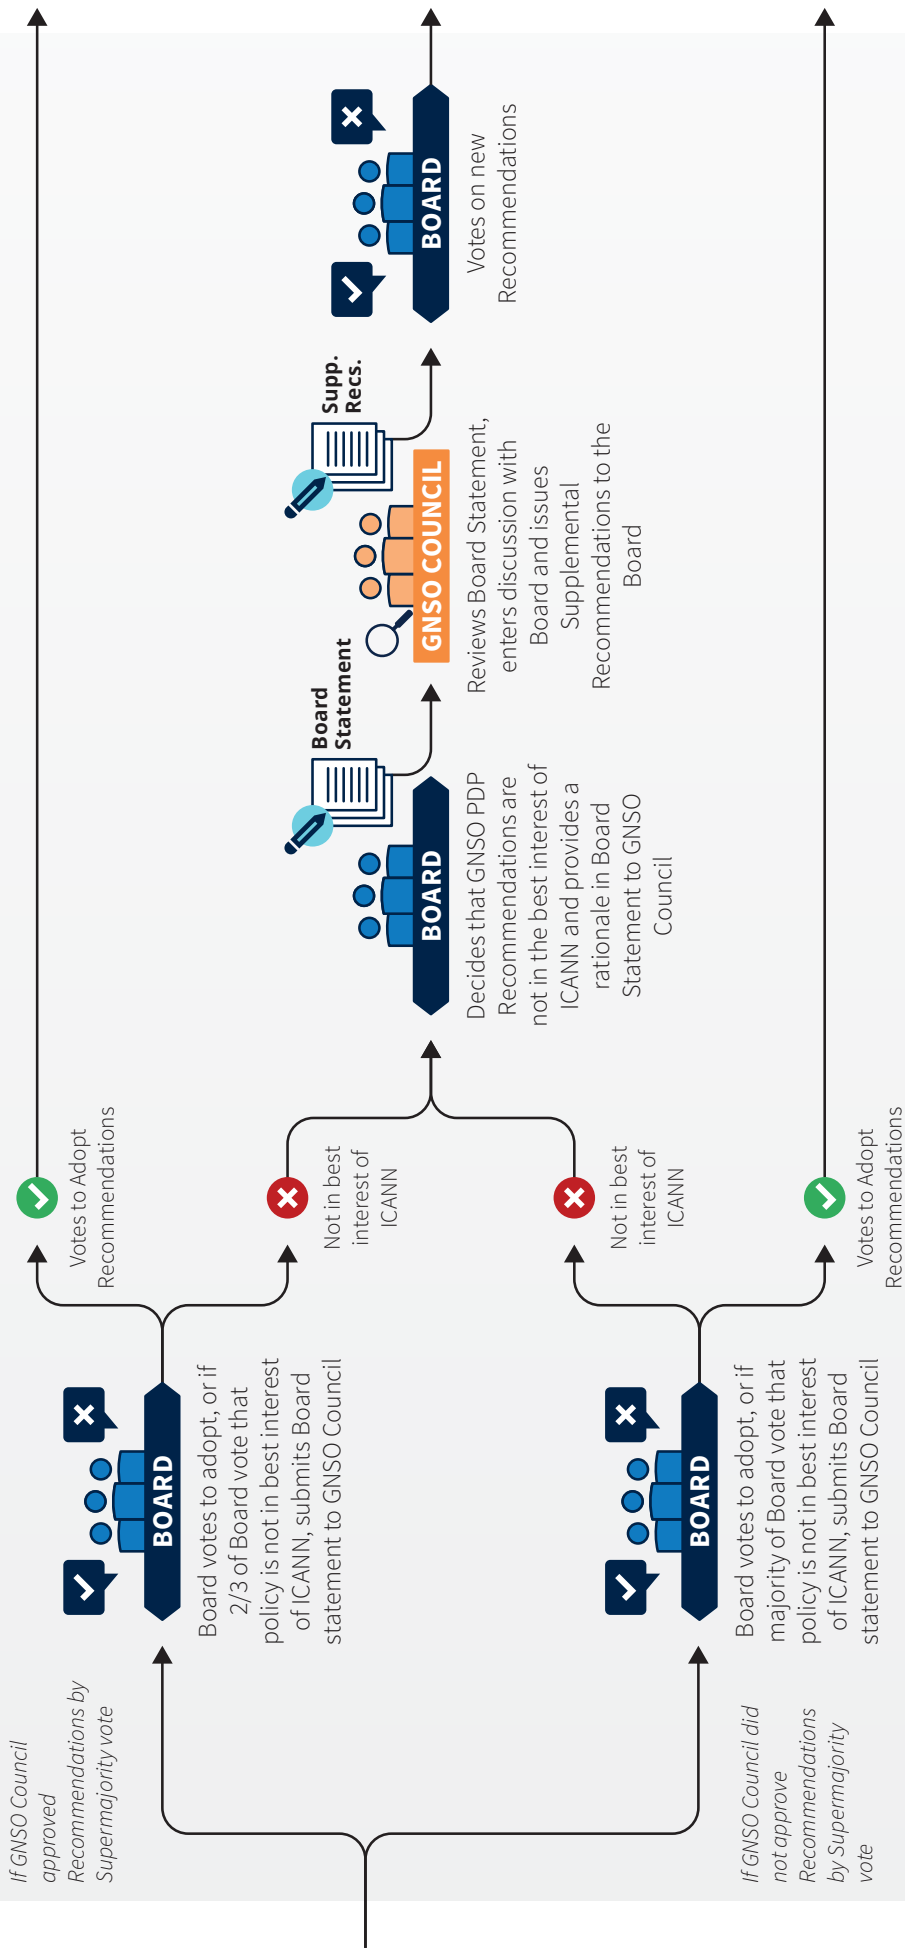 If GNSO Council
approved
Recommendations by
Supermajority vote
BOARD
Board votes to adopt, or if
2/3 of Board vote that
policy is not in best interest
of ICANN, submits Board
statement to GNSO Council
Votes to Adopt
Recommendations
Not in best
interest of
ICANN
If GNSO Council did
not approve
Recommendations
by Supermajority
vote
BOARD
Board votes to adopt, or if
majority of Board vote that
policy is not in best interest
of ICANN, submits Board
statement to GNSO Council
Not in best
interest of
ICANN
Votes to Adopt
Recommendations
Board
Statement
BOARD
Decides that GNSO PDP
Recommendations are
not in the best interest of
ICANN and provides a
rationale in Board
Statement to GNSO
Council
Supp.
Recs.
GNSO COUNCIL
Reviews Board Statement,
enters discussion with
Board and issues
Supplemental
Recommendations to the
Board
BOARD
Votes on new
Recommendations